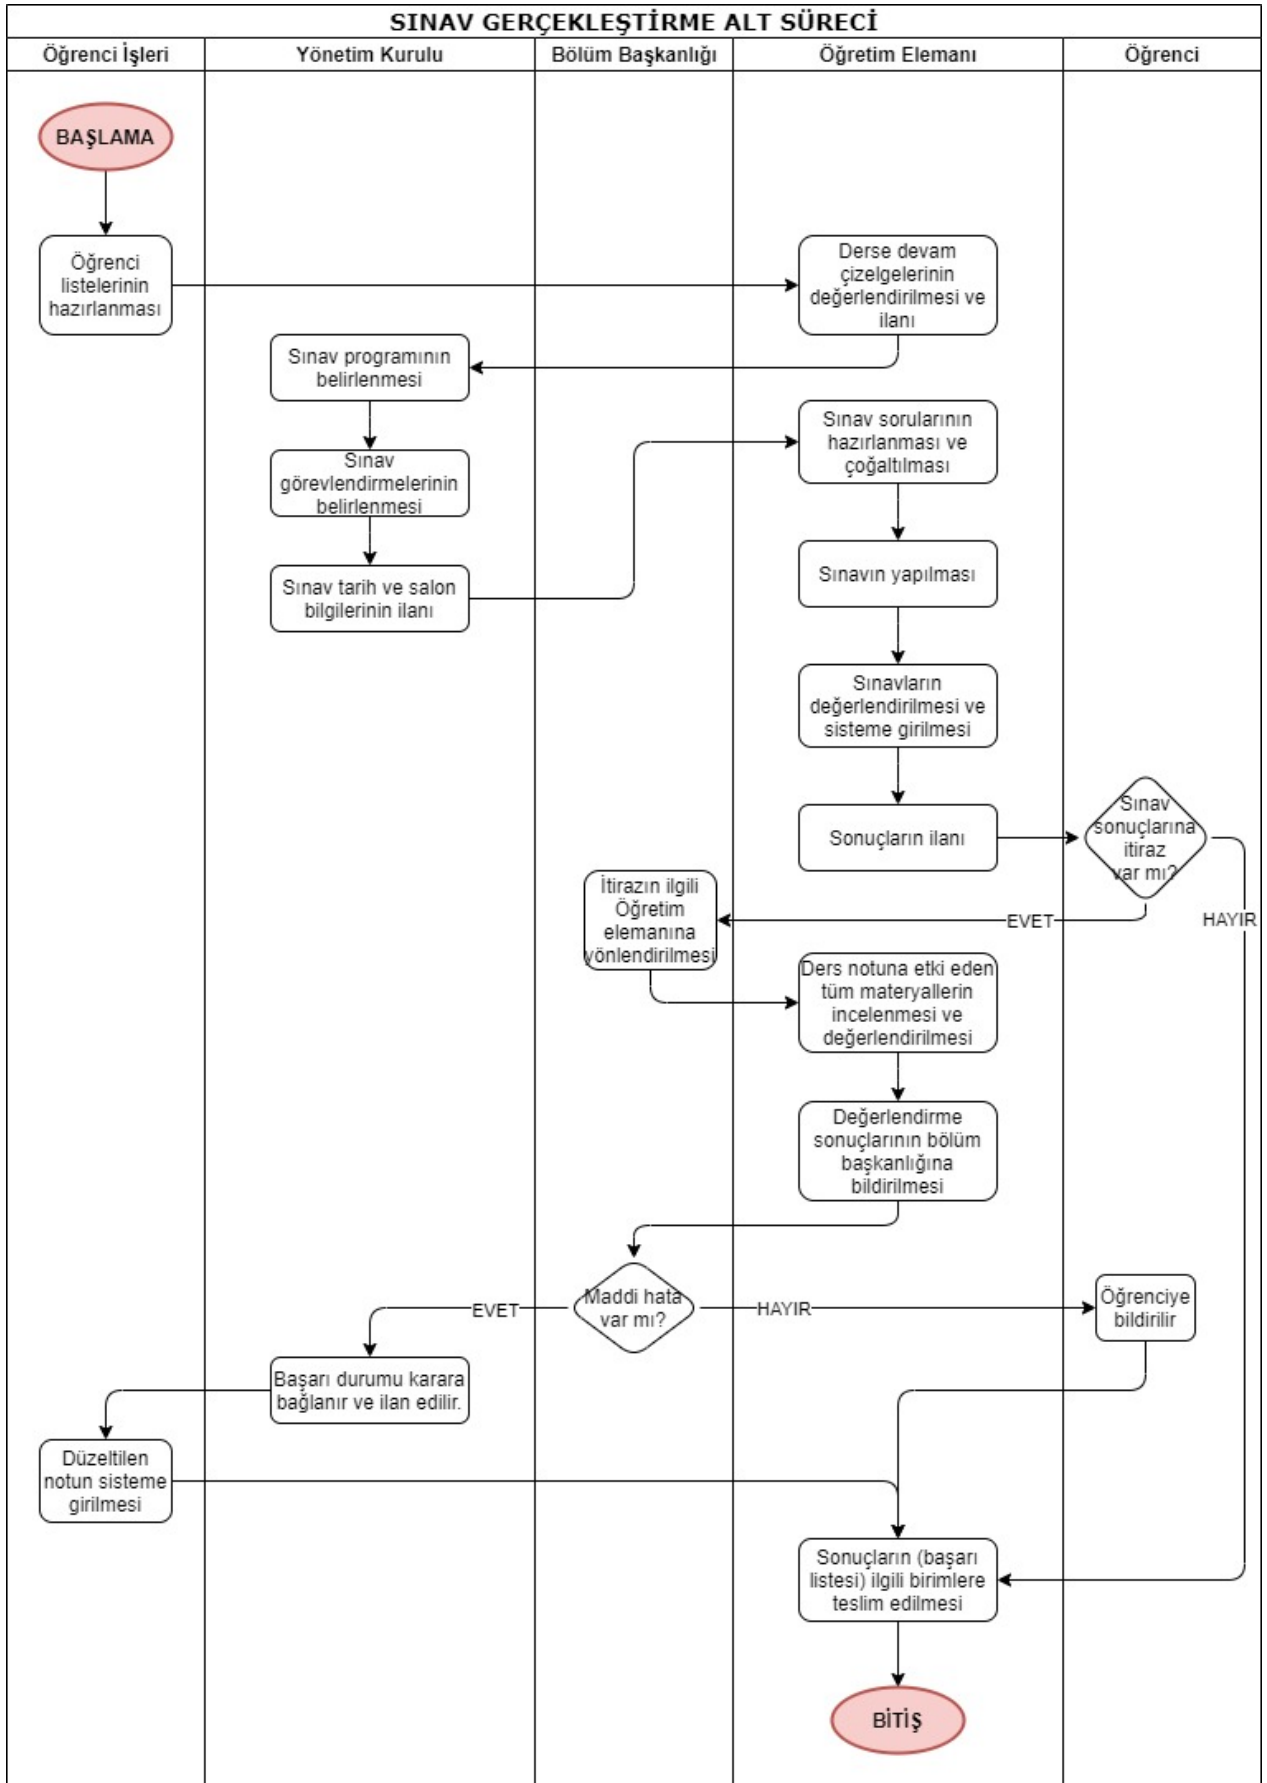 SINAV GERÇEKLEŞTİRME ALT SÜRECİ
Öğrenci İşleri
Yönetim Kurulu
Bölüm Başkanlığı
Öğretim Elemanı
Öğrenci
BAŞLAMA
Öğrenci
listelerinin
hazırlanması
Derse devam
çizelgelerinin
değerlendirilmesi ve
ilanı
Sınav programının
belirlenmesi
Sınav
görevlendirmelerinin
belirlenmesi
Sınav tarih ve salon
bilgilerinin ilanı
Sınav sorularının
hazırlanması ve
çoğaltılması
Sınavın yapılması
Sınavların
değerlendirilmesi ve
sisteme girilmesi
Sonuçların ilanı
Sınav
sonuçlarına
itiraz
var mı?
EVET
HAYIR
İtirazın ilgili
Öğretim
elemanına
yönlendirilmesi
Ders notuna etki eden
tüm materyallerin
incelenmesi ve
değerlendirilmesi
Değerlendirme
sonuçlarının bölüm
başkanlığına
bildirilmesi
Maddi hata
var mı?
EVET
HAYIR
Öğrenciye
bildirilir
Başarı durumu karara
bağlanır ve ilan edilir.
Düzeltilen
notun sisteme
girilmesi
Sonuçların (başarı
listesi) ilgili birimlere
teslim edilmesi
BİTİŞ